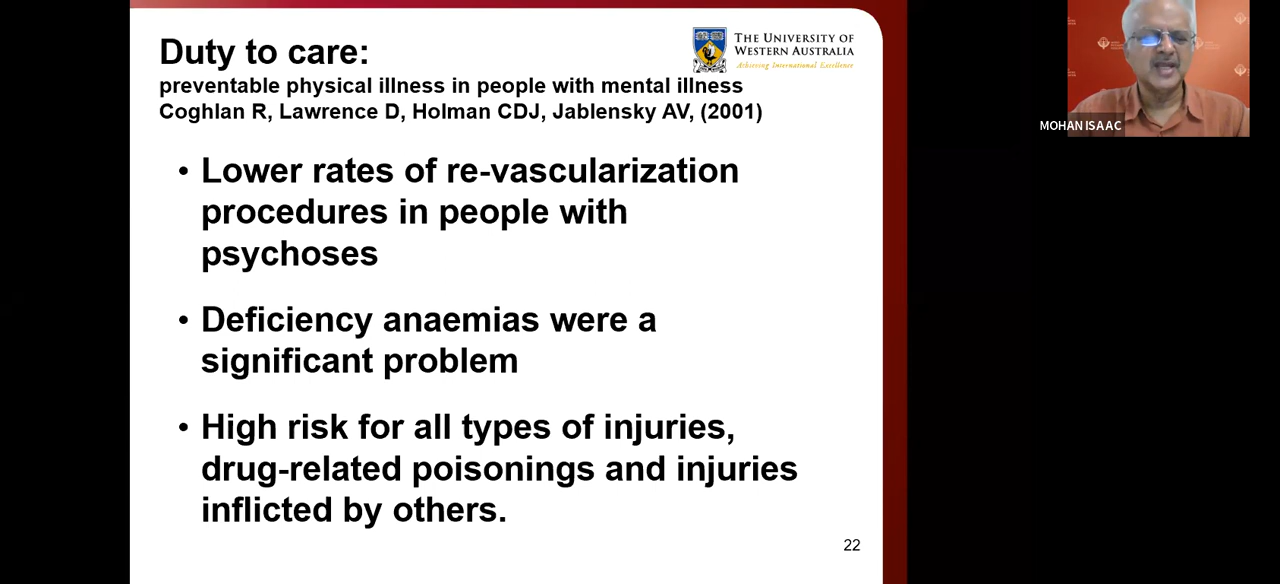 Duty to care:
THE UNIVERSITY OF
WESTERN AUSTRALIA
Achieving International Excellence
preventable physical illness in people with mental illness
Coghlan R, Lawrence D, Holman CDJ, Jablensky AV, (2001)
• Lower rates of re-vascularization
procedures in people with
psychoses
• Deficiency anaemias were a
significant problem
• High risk for all types of injuries,
drug-related poisonings and injuries
inflicted by others.
22
MOHAN ISAAC